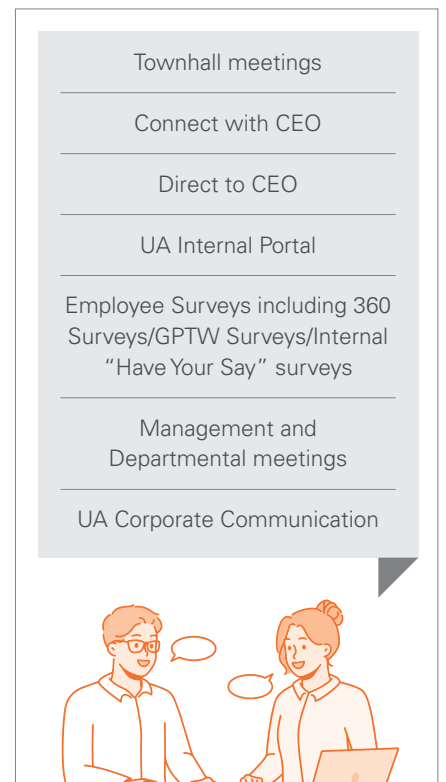 Townhall meetings
Connect with CEO
Direct to CEO
UA Internal Portal
Employee Surveys including 360
Surveys/GPTW Surveys/Internal
“Have Your Say” surveys
Management and
Departmental meetings
UA Corporate Communication